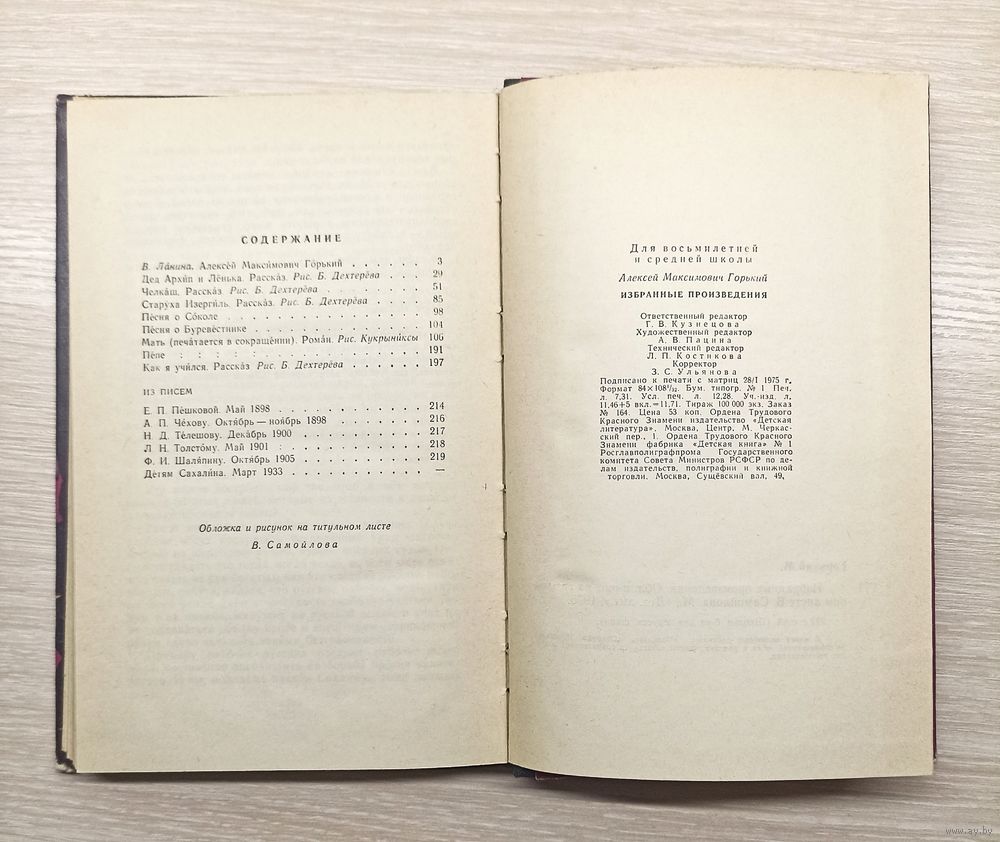 СОДЕРЖАНИЕ
В. Ла́нина. Алексе́й Макси́мович Го́рький . . . . . . 3
Дед Архи́п и Лёнька. Расска́з. Рис. Б. Дехтерёва . . . 29
Челка́ш. Расска́з. Рис. Б. Дехтерёва . . . . . . . . 51
Стару́ха Изерги́ль. Расска́з. Рис. Б. Дехтерёва . . . . 85
Пе́сня о Со́коле . . . . . . . . . . . . . . . . 98
Пе́сня о Буреве́стнике . . . . . . . . . . . . . 104
Мать (печа́тается в сокраще́нии). Рома́н. Рис. Кукрыни́ксы 106
Пе́пе . . . . . . . . . . . . . . . . . . . . 191
Как я учи́лся. Расска́з Рис. Б. Дехтерёва . . . . . . 197
ИЗ ПИСЕМ
Е. П. Пе́шковой. Май 1898 . . . . . . . . . . . 214
А. П. Че́хову. Октя́брь — ноя́брь 1898 . . . . . . . 216
Н. Д. Телешову. Дека́брь 1900 . . . . . . . . . . 217
Л. Н. Толсто́му. Май 1901 . . . . . . . . . . . 218
Ф. И. Шаля́пину. Октя́брь 1905 . . . . . . . . . . 219
Де́тям Сахали́на. Март 1933 . . . . . . . . . . . —
Обложка и рисунок на титульном листе
В. Самойлова
Для восьмилетней
и средней школы
Алексей Максимович Горький
ИЗБРАННЫЕ ПРОИЗВЕДЕНИЯ
Ответственный редактор
Г. В. Кузнецова
Художественный редактор
А. В. Пацина
Технический редактор
Л. П. Костикова
Корректор
З. С. Ульянова
Подписано к печати с матриц 28/I 1975 г.
Формат 84×108¹/₃₂. Бум. типогр. № 1 Печ.
л. 7,31. Усл. печ. л. 12,28. Уч.-изд. л.
11,46+5 вкл.=11,71. Тираж 100 000 экз. Заказ
№ 164. Цена 53 коп. Ордена Трудового
Красного Знамени издательство «Детская
литература», Москва, Центр, М. Черкас-
ский пер., 1. Ордена Трудового Красного
Знамени фабрика «Детская книга» № 1
Росглавполиграфпрома Государственного
комитета Совета Министров РСФСР по де-
лам издательств, полиграфии и книжной
торговли. Москва, Сущёвский вал, 49,
www.ay.by